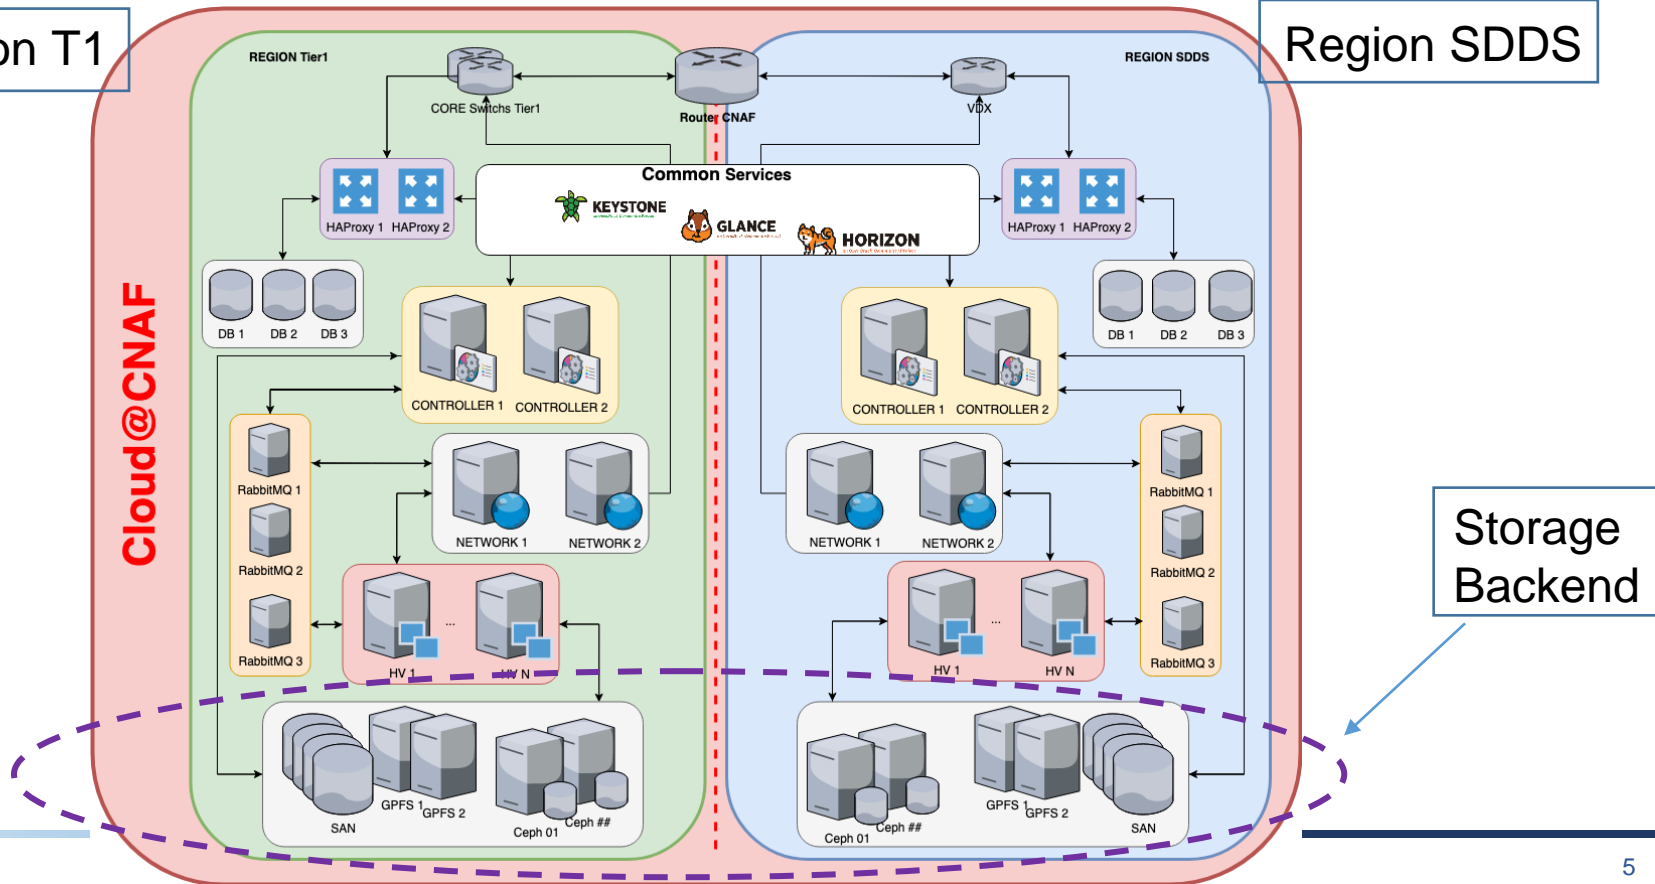 on T1
Region SDDS
REGION Tier1
REGION SDDS
CORE Switchs Tier1
Router CNAF
VDX
Common Services
KEYSTONE
GLANCE
HORIZON
HAProxy 1 HAProxy 2
HAProxy 1 HAProxy 2
DB 1 DB 2 DB 3
DB 1 DB 2 DB 3
Cloud@CNAF
CONTROLLER 1 CONTROLLER 2
CONTROLLER 1 CONTROLLER 2
RabbitMQ 1
RabbitMQ 2
RabbitMQ 3
NETWORK 1 NETWORK 2
NETWORK 1 NETWORK 2
RabbitMQ 1
RabbitMQ 2
RabbitMQ 3
Storage
Backend
...
HV 1 HV N
...
HV 1 HV N
SAN
GPFS 1
GPFS 2
Ceph 01
Ceph ##
Ceph 01
Ceph ##
GPFS 1
GPFS 2
SAN
5